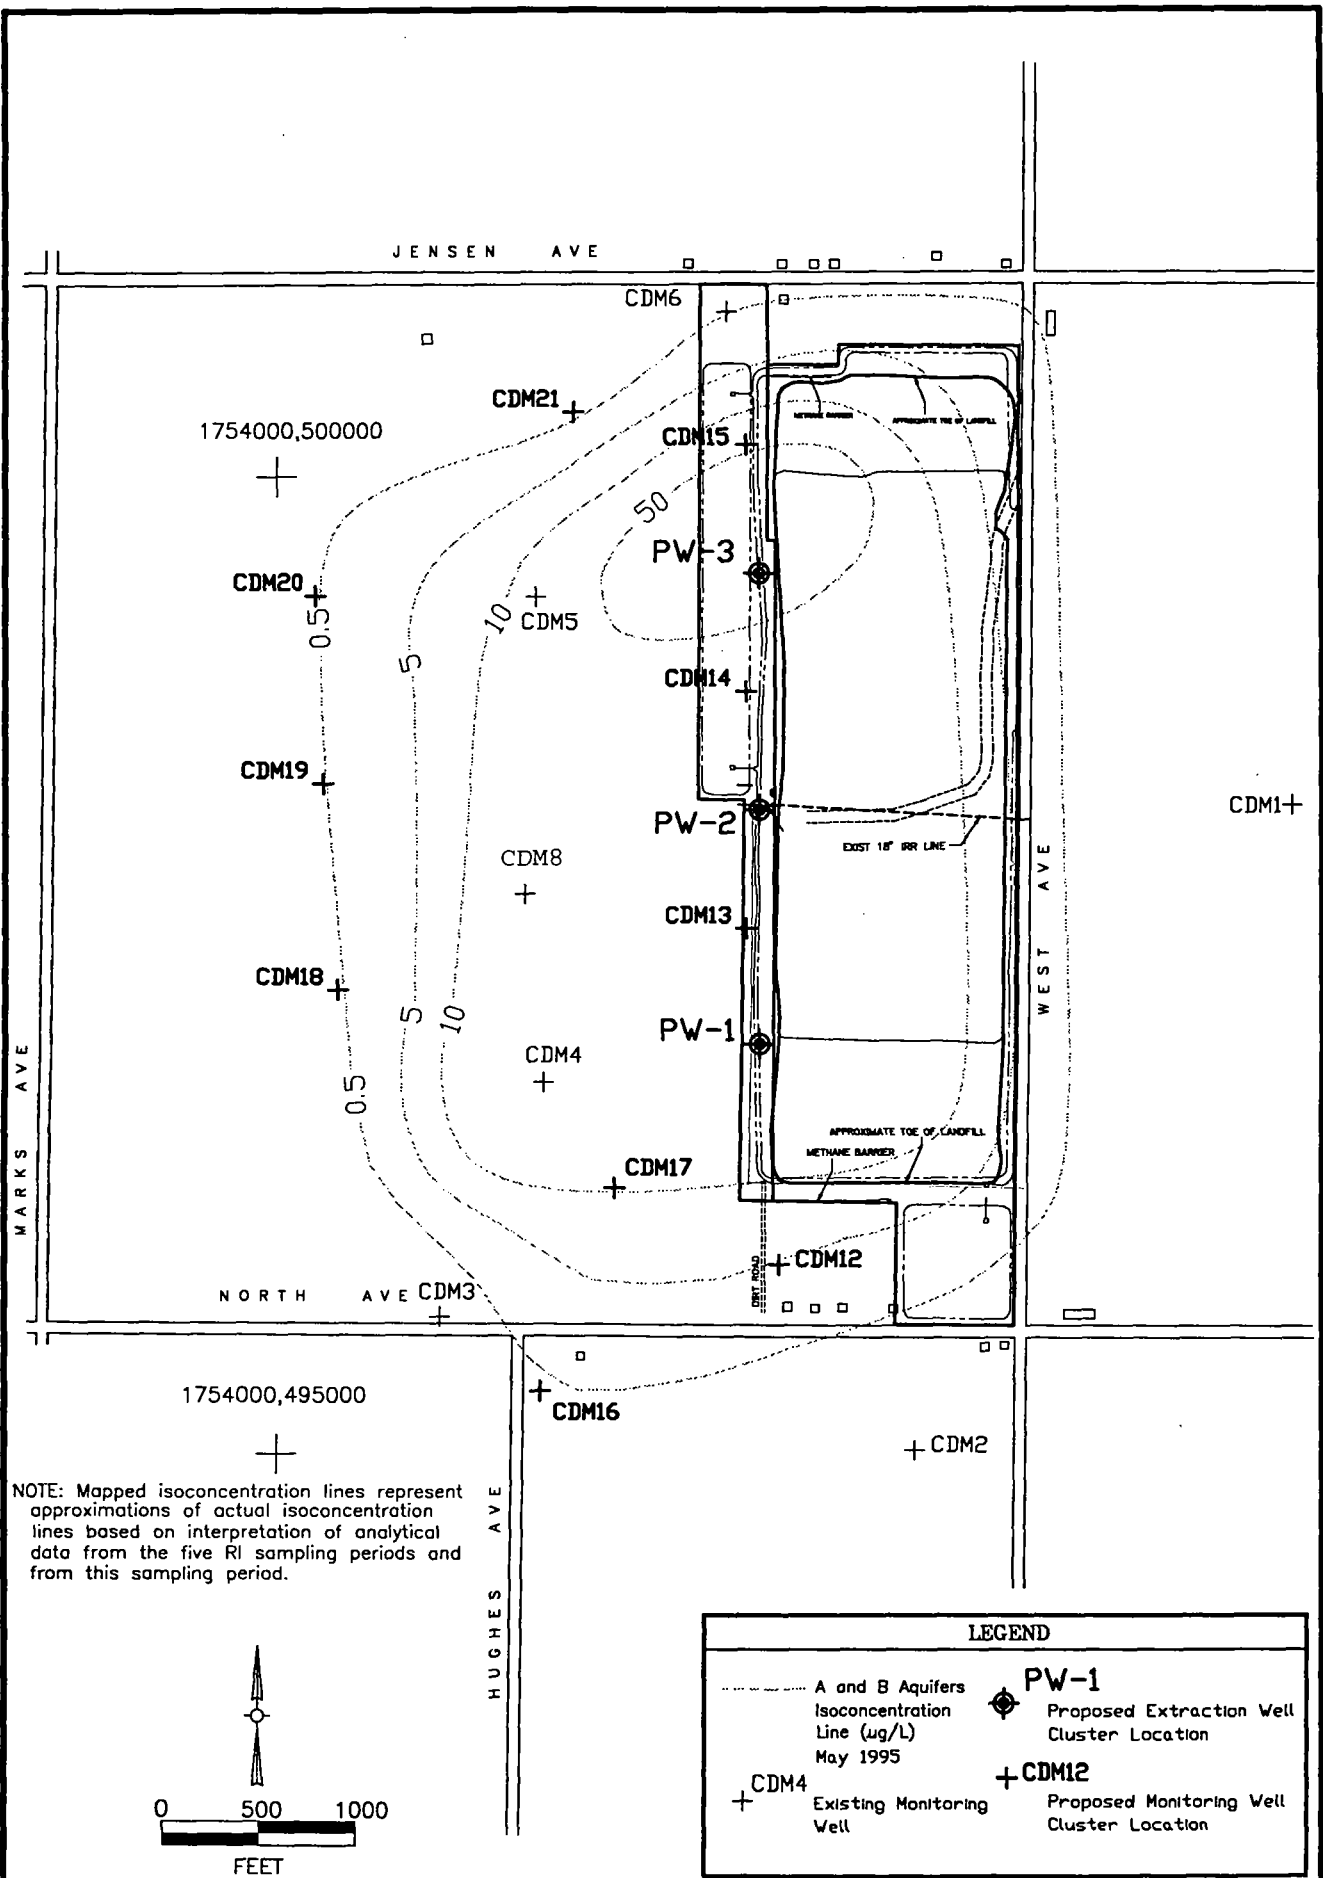 JENSEN AVE
CDM6
CDM21
1754000,500000
METHANE BARRIER
APPROXIMATE TOE OF LANDFILL
CDM15
50
PW-3
CDM20
0.5
10
CDM5
5
CDM14
CDM19
CDM1
PW-2
EXIST 18" IRR LINE
CDM8
WEST AVE
CDM13
CDM18
5
10
PW-1
MARKS AVE
CDM4
0.5
APPROXIMATE TOE OF LANDFILL
METHANE BARRIER
CDM17
CDM12
DIRT ROAD
NORTH AVE
CDM3
1754000,495000
CDM16
CDM2
HUGHES AVE
NOTE: Mapped isoconcentration lines represent
approximations of actual isoconcentration
lines based on interpretation of analytical
data from the five RI sampling periods and
from this sampling period.
0 500 1000
FEET
LEGEND
A and B Aquifers
Isoconcentration
Line (ug/L)
May 1995
PW-1
Proposed Extraction Well
Cluster Location
CDM4
Existing Monitoring
Well
CDM12
Proposed Monitoring Well
Cluster Location